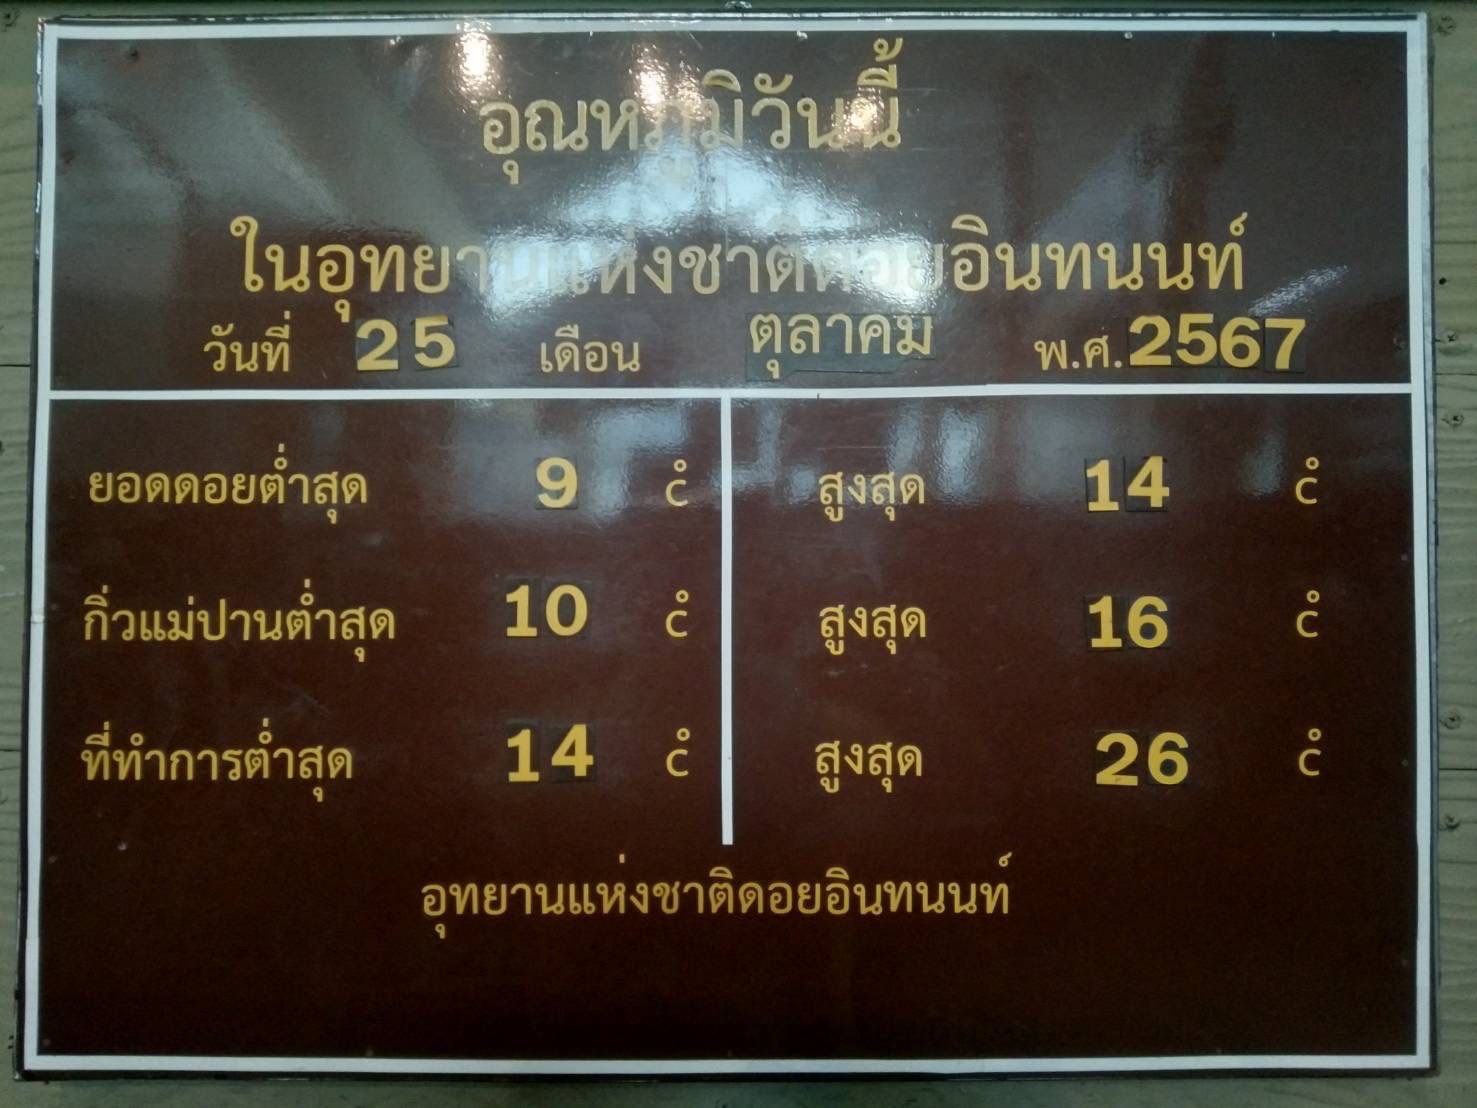 อุณหภูมิวันนี้
ในอุทยานแห่งชาติดอยอินทนนท์
วันที่ 25 เดือน ตุลาคม พ.ศ. 2567
ยอดดอยต่ำสุด 9 C° สูงสุด 14 C°
กิ่วแม่ปานต่ำสุด 10 C° สูงสุด 16 C°
ที่ทำการต่ำสุด 14 C° สูงสุด 26 C°
อุทยานแห่งชาติดอยอินทนนท์